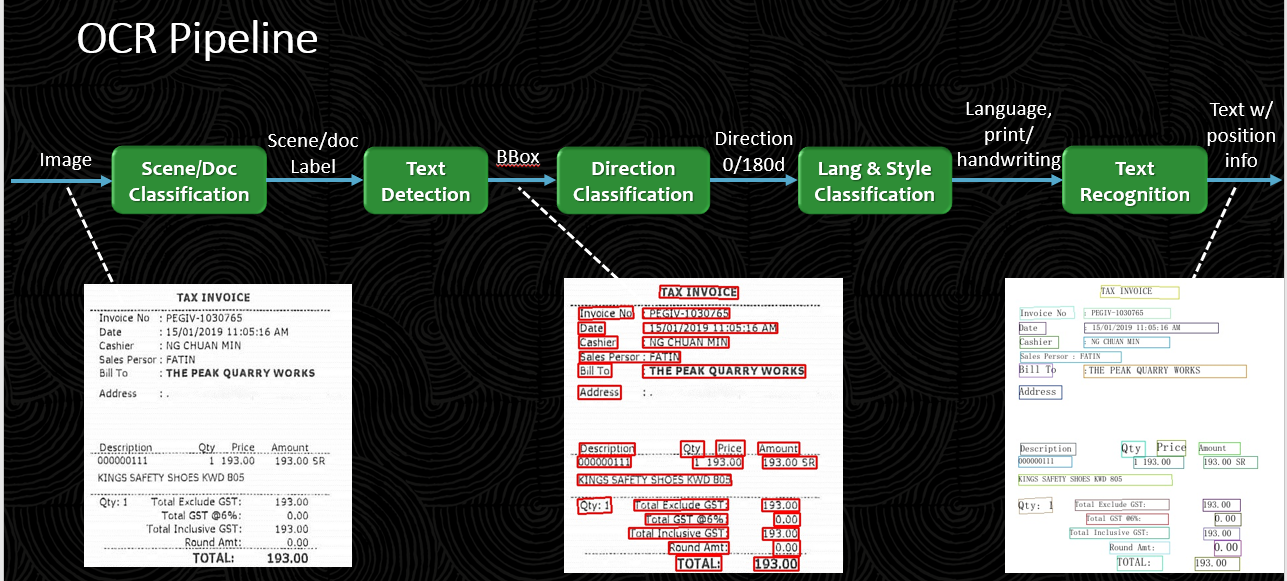 OCR Pipeline
Image
Scene/Doc
Classification
Scene/doc
Label
Text
Detection
BBox
Direction
Classification
Direction
0/180d
Lang & Style
Classification
Language,
print/
handwriting
Text
Recognition
Text w/
position
info
TAX INVOICE
Invoice No : PEGIV-1030765
Date : 15/01/2019 11:05:16 AM
Cashier : NG CHUAN MIN
Sales Persor : FATIN
Bill To : THE PEAK QUARRY WORKS
Address : .
Description Qty Price Amount
000000111 1 193.00 193.00 SR
KINGS SAFETY SHOES KWD 805
Qty: 1 Total Exclude GST: 193.00
Total GST @6%: 0.00
Total Inclusive GST: 193.00
Round Amt: 0.00
TOTAL: 193.00
TAX INVOICE
Invoice No : PEGIV-1030765
Date : 15/01/2019 11:05:16 AM
Cashier : NG CHUAN MIN
Sales Persor : FATIN
Bill To : THE PEAK QUARRY WORKS
Address : .
Description Qty Price Amount
000000111 1 193.00 193.00 SR
KINGS SAFETY SHOES KWD 805
Qty: 1 Total Exclude GST: 193.00
Total GST @6%: 0.00
Total Inclusive GST: 193.00
Round Amt: 0.00
TOTAL: 193.00
TAX INVOICE
Invoice No : PEGIV-1030765
Date : 15/01/2019 11:05:16 AM
Cashier : NG CHUAN MIN
Sales Persor : FATIN
Bill To :THE PEAK QUARRY WORKS
Address
Description Qty Price Amount
000000111 1 193.00 193.00 SR
KINGS SAFETY SHOES KWD 805
Qty: 1 Total Exclude GST: 193.00
Total GST @6%: 0.00
Total Inclusive GST: 193.00
Round Amt: 0.00
TOTAL: 193.00